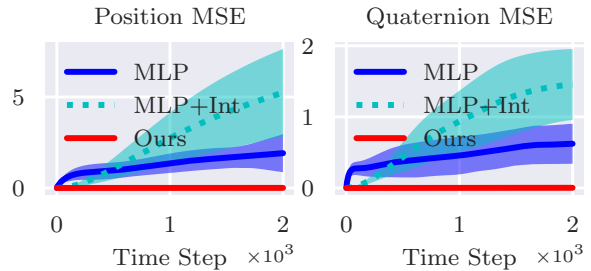 Position MSE
5
0
MLP
MLP+Int
Ours
0 1 2
Time Step ×10³
Quaternion MSE
2
1
0
MLP
MLP+Int
Ours
0 1 2
Time Step ×10³